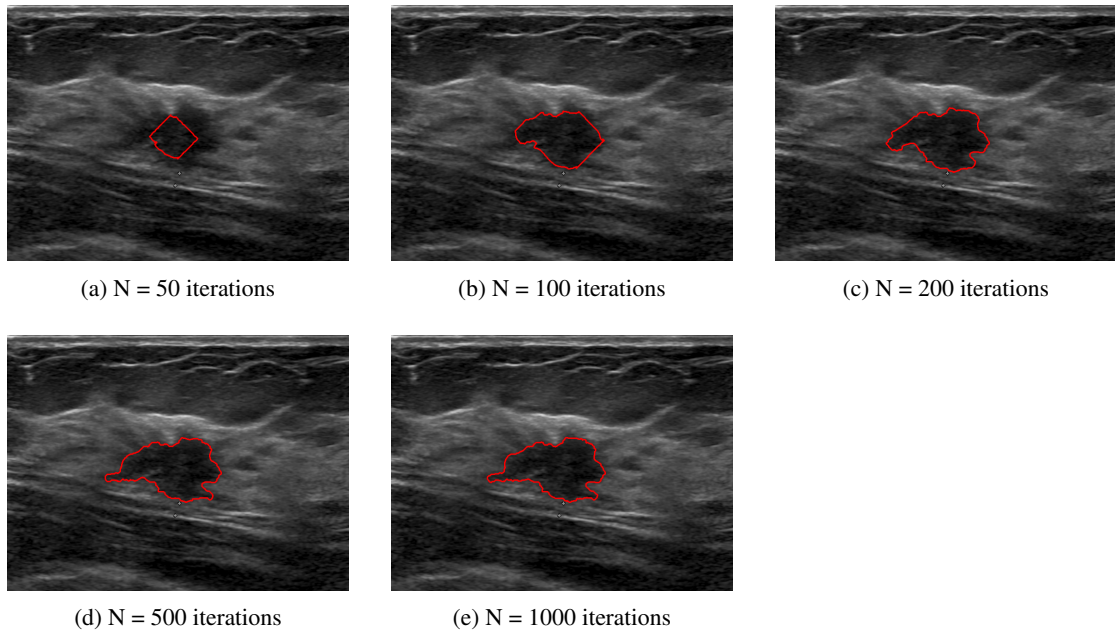 (a) N = 50 iterations
(b) N = 100 iterations
(c) N = 200 iterations
(d) N = 500 iterations
(e) N = 1000 iterations